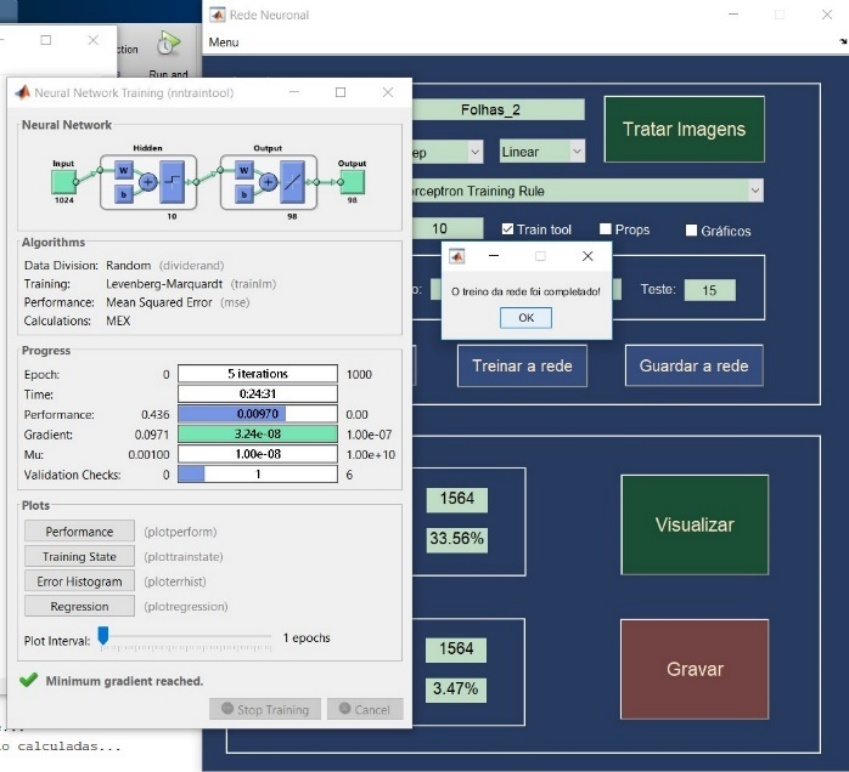 Rede Neuronal
Menu
ction
Run and
Neural Network Training (nntraintool)
Neural Network
Hidden
Output
Input
W
b
W
b
Output
1024
10
98
98
Algorithms
Data Division: Random (dividerand)
Training: Levenberg-Marquardt (trainlm)
Performance: Mean Squared Error (mse)
Calculations: MEX
Progress
Epoch: 0 5 iterations 1000
Time: 0:24:31
Performance: 0.436 0.00970 0.00
Gradient: 0.0971 3.24e-08 1.00e-07
Mu: 0.00100 1.00e-08 1.00e+10
Validation Checks: 0 1 6
Plots
Performance (plotperform)
Training State (plottrainstate)
Error Histogram (ploterrhist)
Regression (plotregression)
Plot Interval: 1 epochs
Minimum gradient reached.
Stop Training Cancel
o calculadas...
Folhas_2
Tratar Imagens
ep Linear
rceptron Training Rule
10 Train tool Props Gráficos
O treino da rede foi completado!
OK
o: Teste: 15
Treinar a rede Guardar a rede
1564
33.56%
Visualizar
1564
3.47%
Gravar